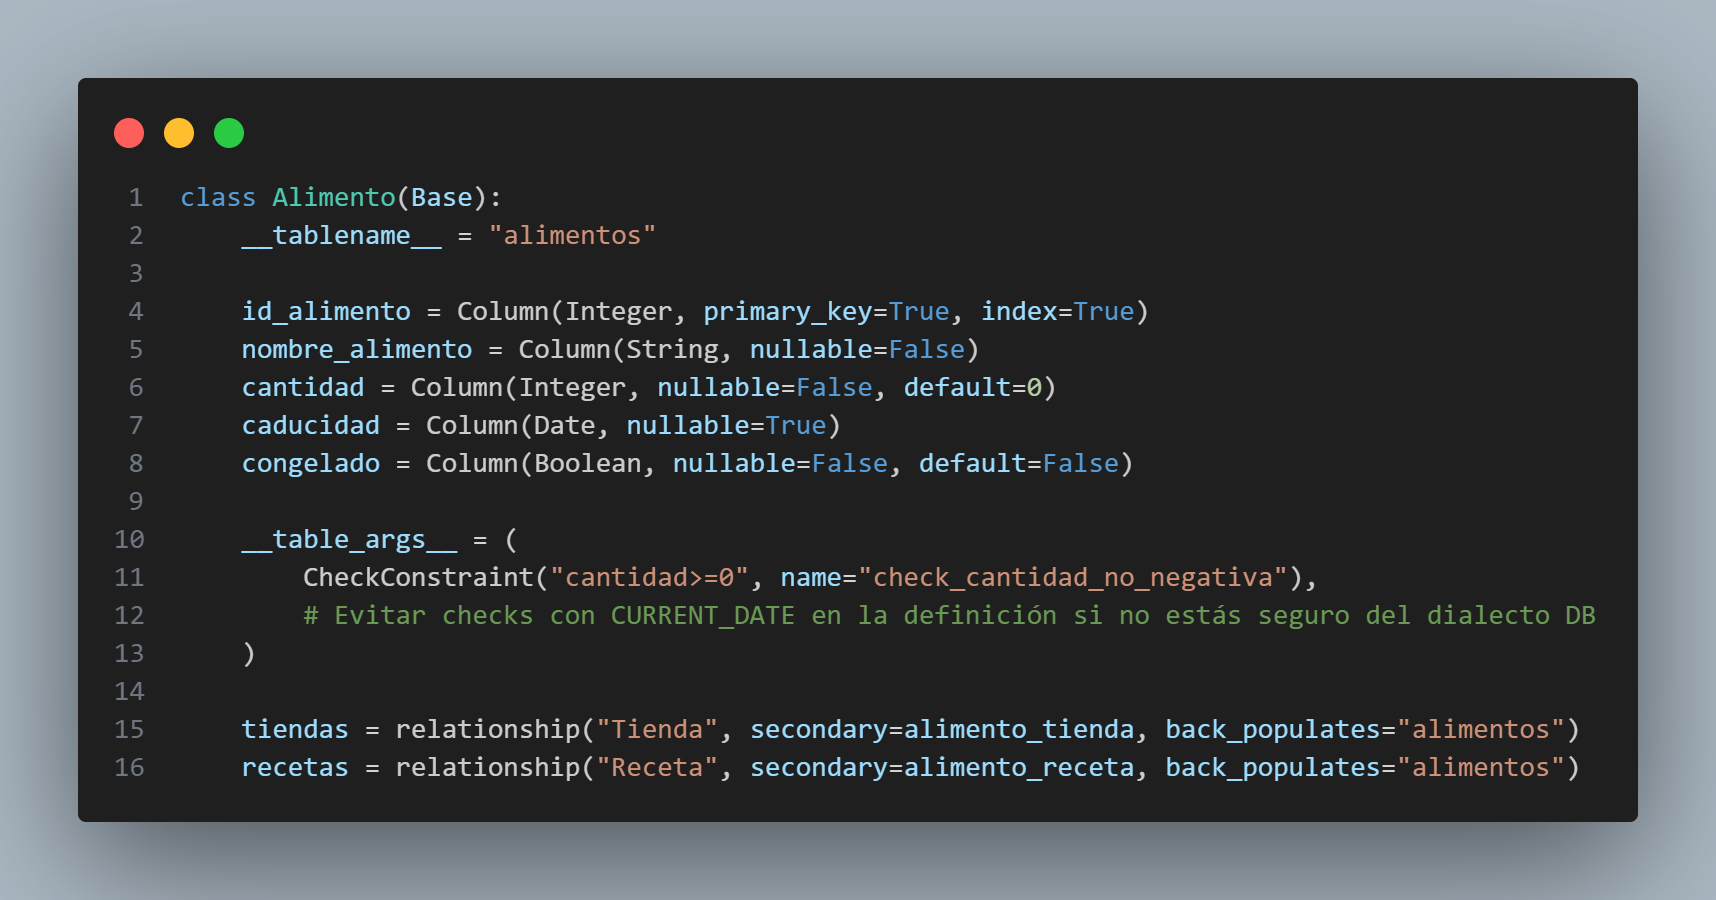 1 class Alimento(Base):
2     __tablename__ = "alimentos"
3
4     id_alimento = Column(Integer, primary_key=True, index=True)
5     nombre_alimento = Column(String, nullable=False)
6     cantidad = Column(Integer, nullable=False, default=0)
7     caducidad = Column(Date, nullable=True)
8     congelado = Column(Boolean, nullable=False, default=False)
9
10     __table_args__ = (
11         CheckConstraint("cantidad>=0", name="check_cantidad_no_negativa"),
12         # Evitar checks con CURRENT_DATE en la definición si no estás seguro del dialecto DB
13     )
14
15     tiendas = relationship("Tienda", secondary=alimento_tienda, back_populates="alimentos")
16     recetas = relationship("Receta", secondary=alimento_receta, back_populates="alimentos")